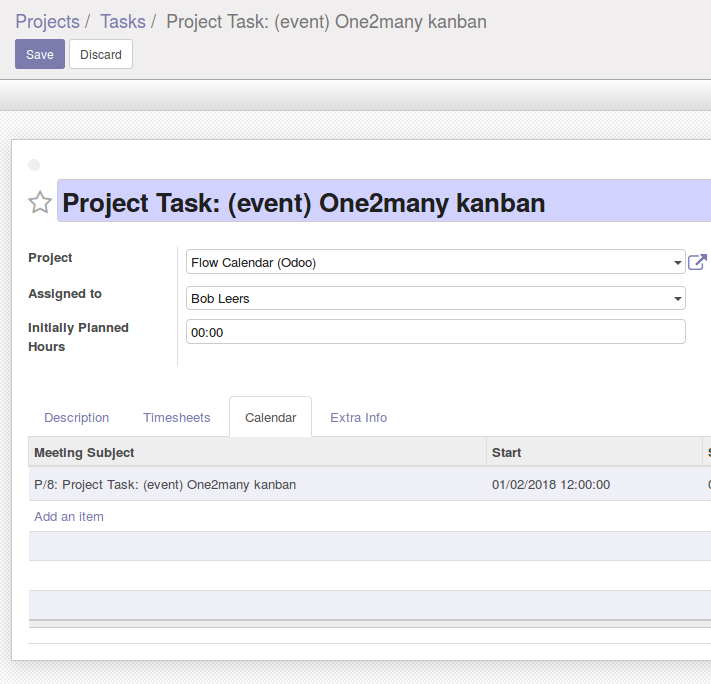 Projects / Tasks / Project Task: (event) One2many kanban
Save Discard
Project Task: (event) One2many kanban
Project Flow Calendar (Odoo)
Assigned to Bob Leers
Initially Planned
Hours 00:00
Description Timesheets Calendar Extra Info
Meeting Subject Start
P/8: Project Task: (event) One2many kanban 01/02/2018 12:00:00
Add an item